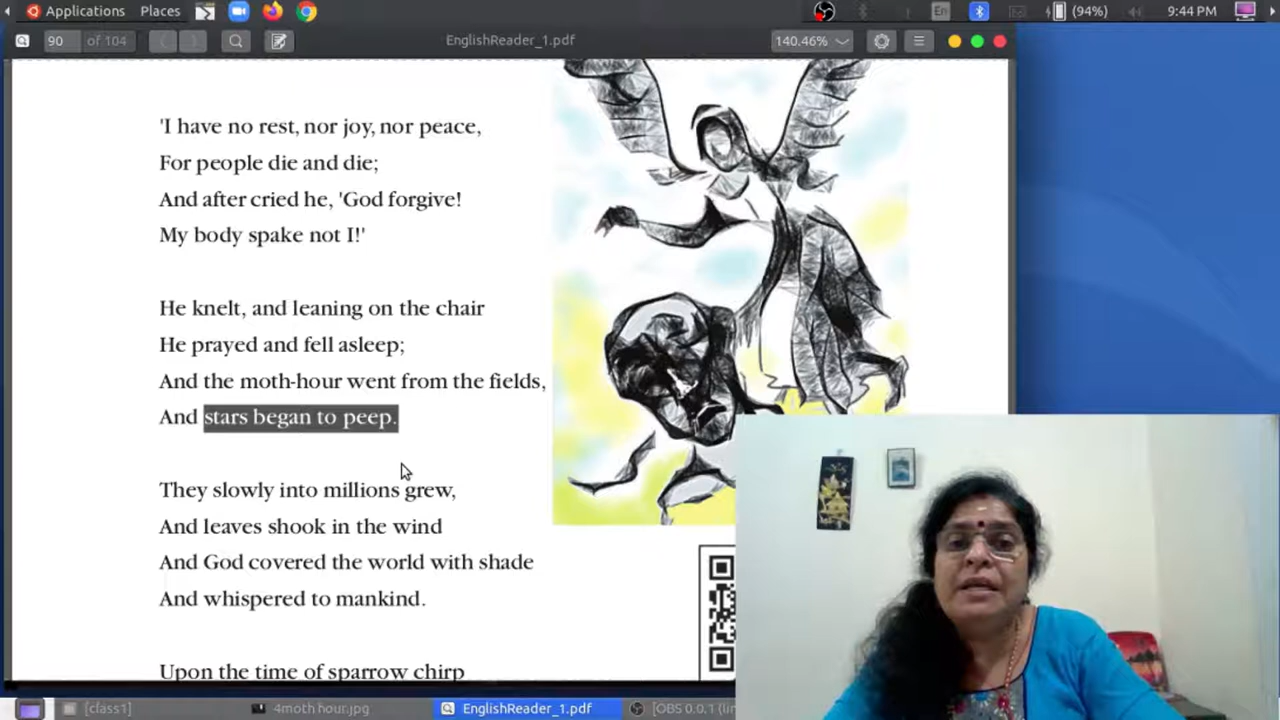 Applications Places En (94%) 9:44 PM
90 of 104 EnglishReader_1.pdf 140.46%
'I have no rest, nor joy, nor peace,
For people die and die;
And after cried he, 'God forgive!
My body spake not I!'
He knelt, and leaning on the chair
He prayed and fell asleep;
And the moth-hour went from the fields,
And stars began to peep.
They slowly into millions grew,
And leaves shook in the wind
And God covered the world with shade
And whispered to mankind.
Upon the time of sparrow chirp
[class1] 4moth hour.jpg EnglishReader_1.pdf [OBS 0.0.1 (lin